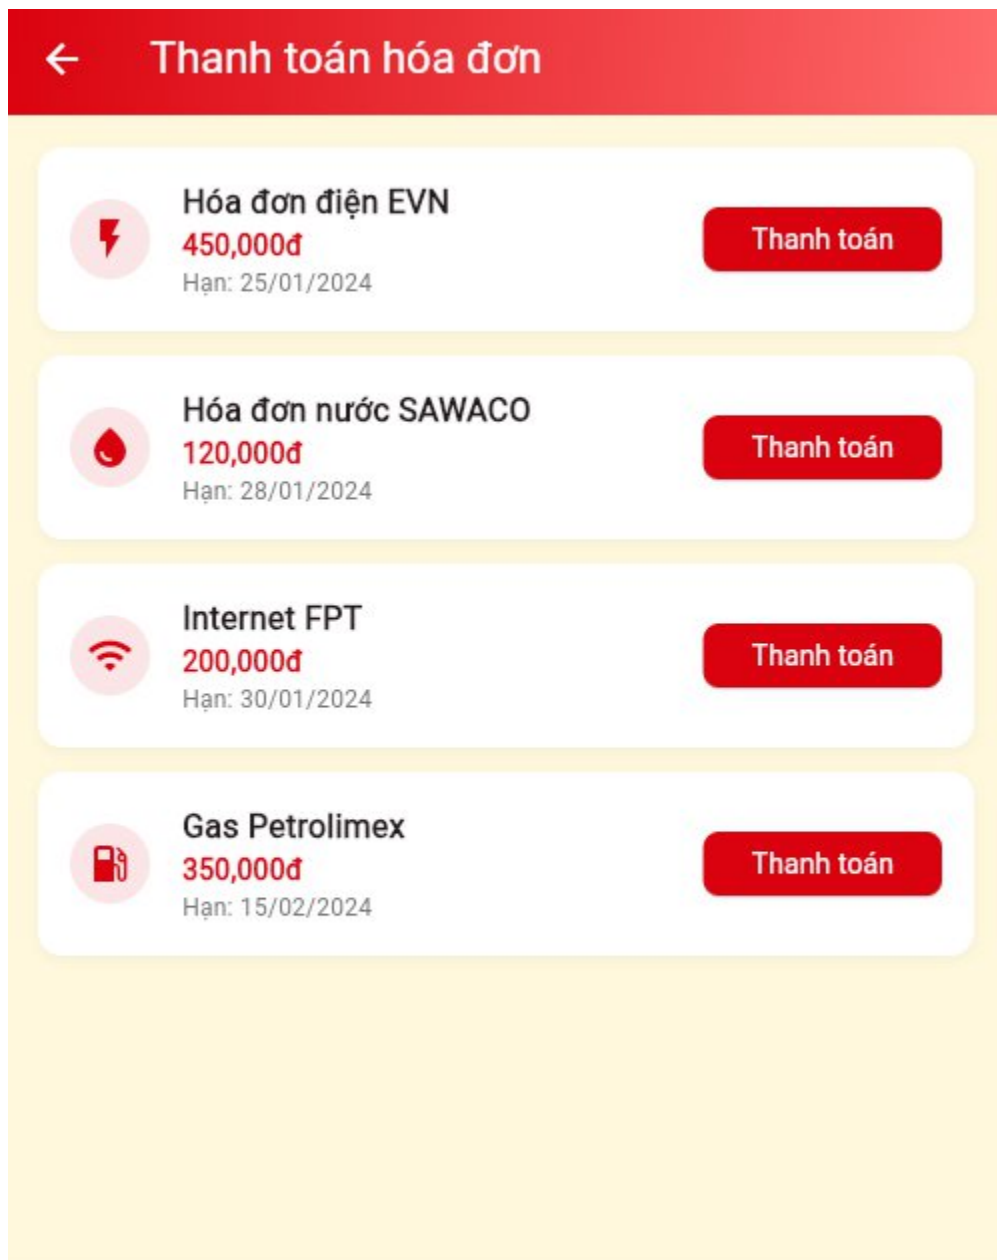 Thanh toán hóa đơn
Hóa đơn điện EVN
450,000đ
Thanh toán
Hạn: 25/01/2024
Hóa đơn nước SAWACO
120,000đ
Thanh toán
Hạn: 28/01/2024
Internet FPT
200,000đ
Thanh toán
Hạn: 30/01/2024
Gas Petrolimex
350,000đ
Thanh toán
Hạn: 15/02/2024